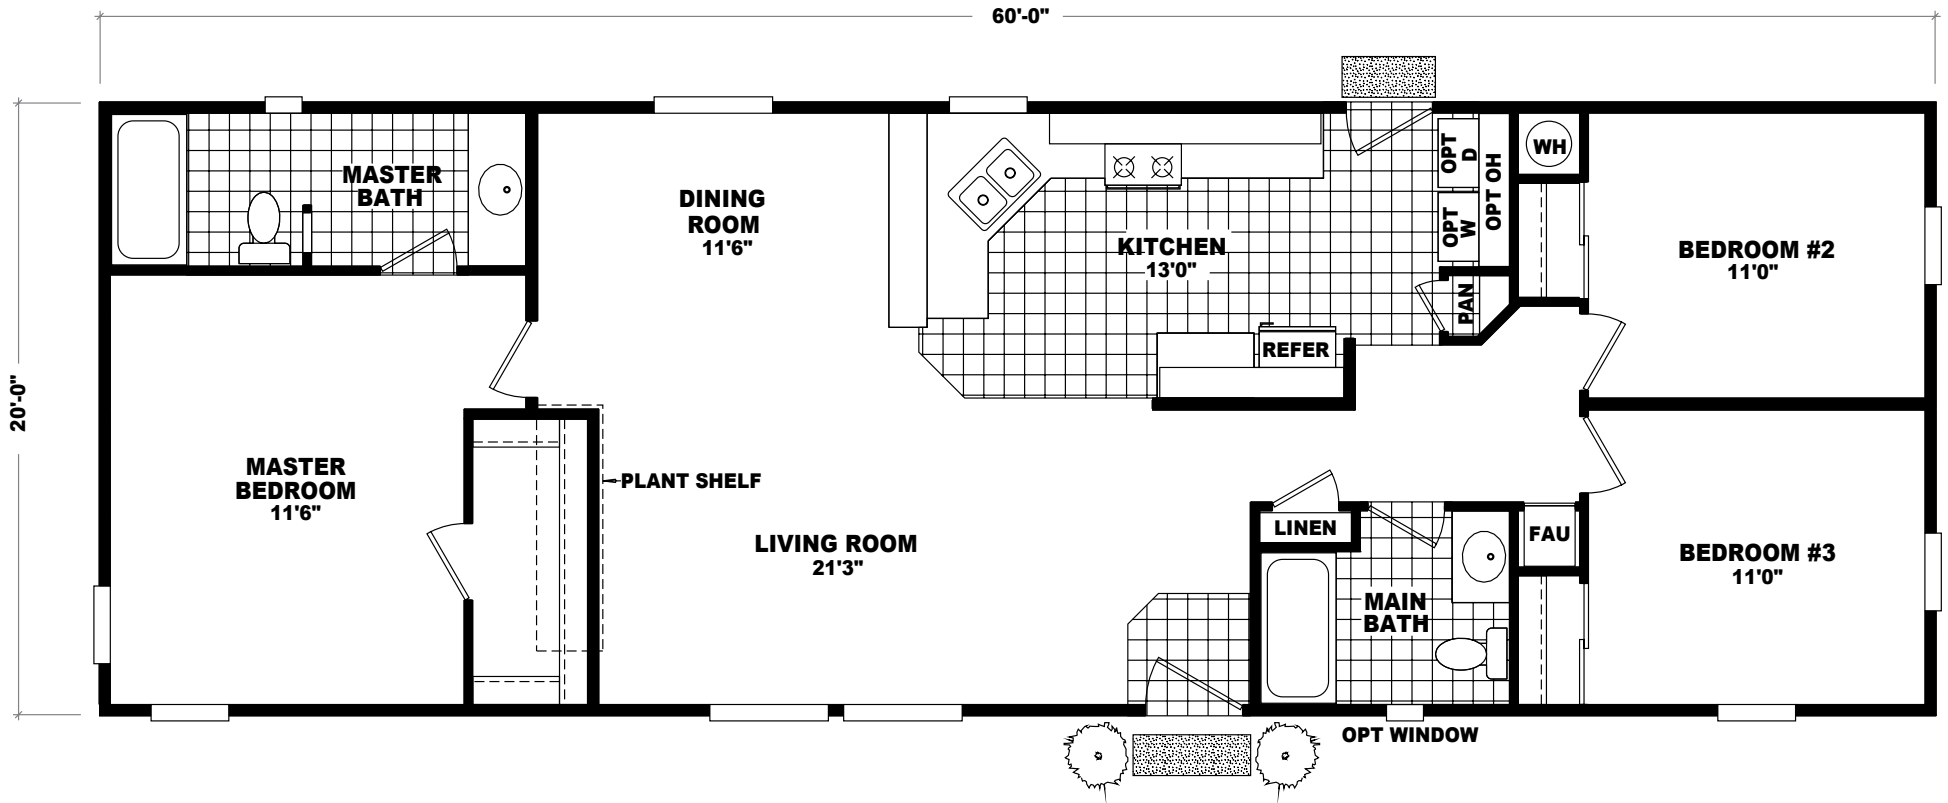 60'-0"
20'-0"
MASTER
BATH
DINING
ROOM
11'6"
KITCHEN
13'0"
OPT
D
OPT
W
OPT OH
WH
BEDROOM #2
11'0"
PAN
REFER
MASTER
BEDROOM
11'6"
PLANT SHELF
LIVING ROOM
21'3"
LINEN
FAU
BEDROOM #3
11'0"
MAIN
BATH
OPT WINDOW